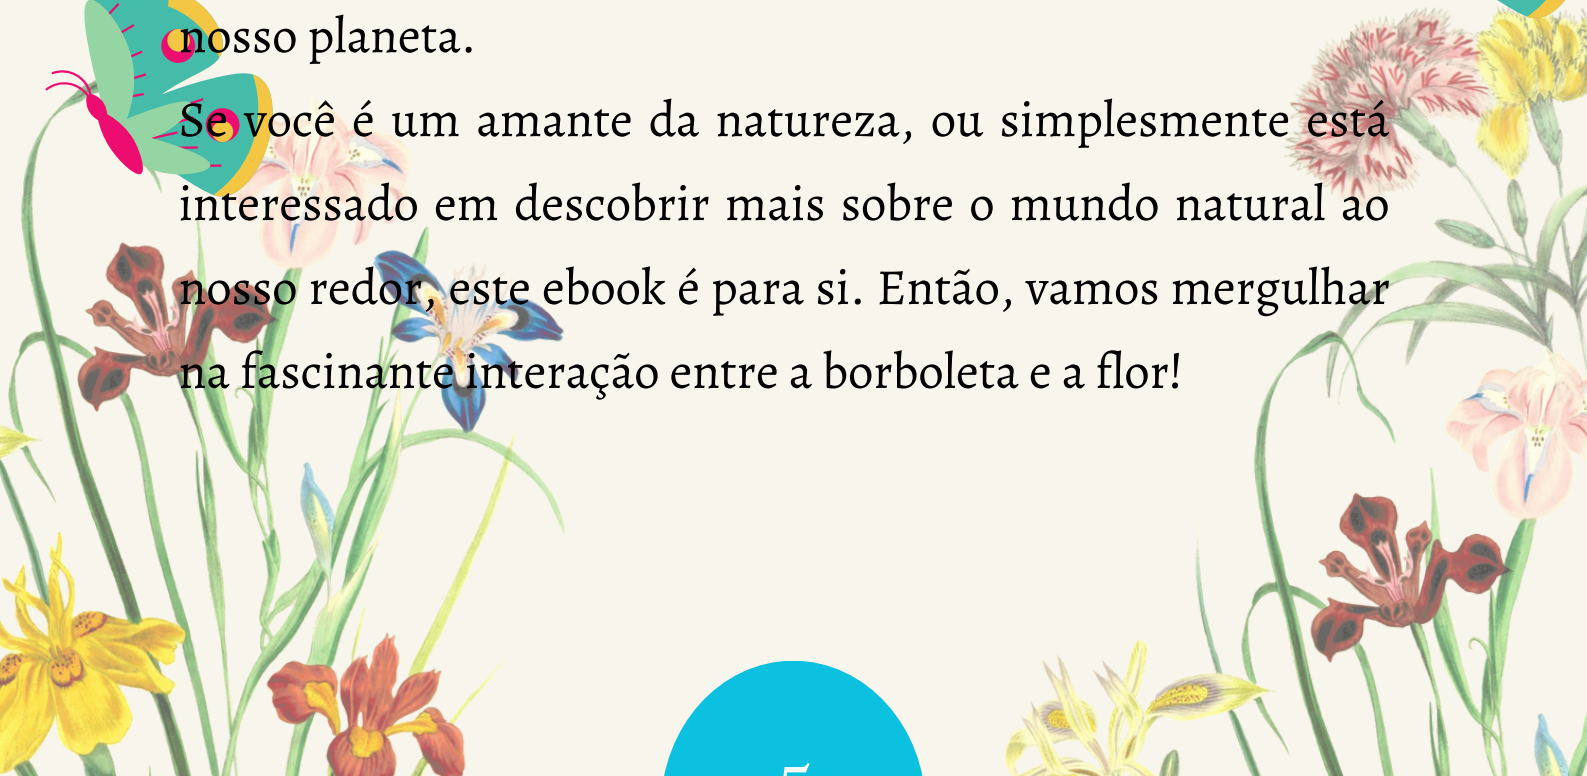 nosso planeta.
Se você é um amante da natureza, ou simplesmente está
interessado em descobrir mais sobre o mundo natural ao
nosso redor, este ebook é para si. Então, vamos mergulhar
na fascinante interação entre a borboleta e a flor!
5